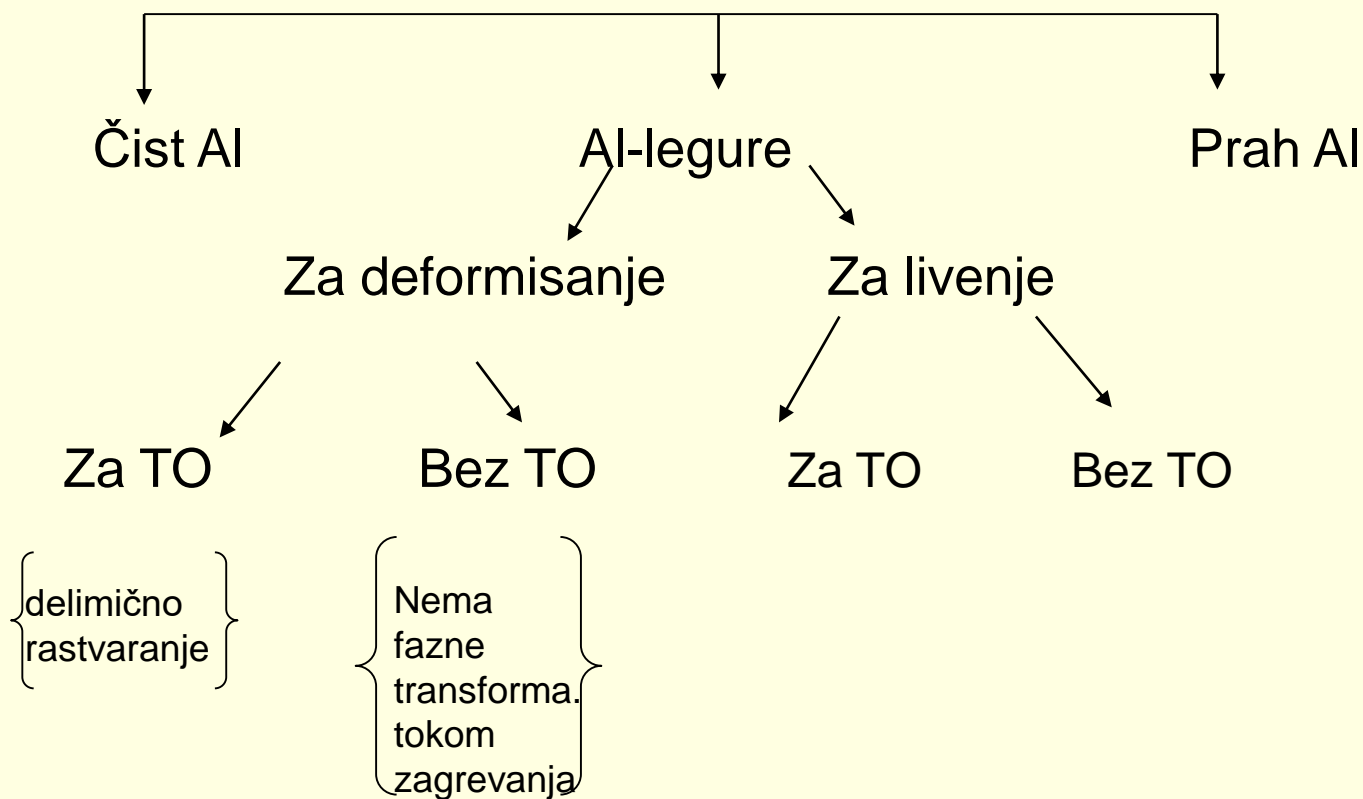 Čist Al
Al-legure
Prah Al
Za deformisanje
Za livenje
Za TO
Bez TO
Za TO
Bez TO
delimično
rastvaranje
Nema
fazne
transforma.
tokom
zagrevanja